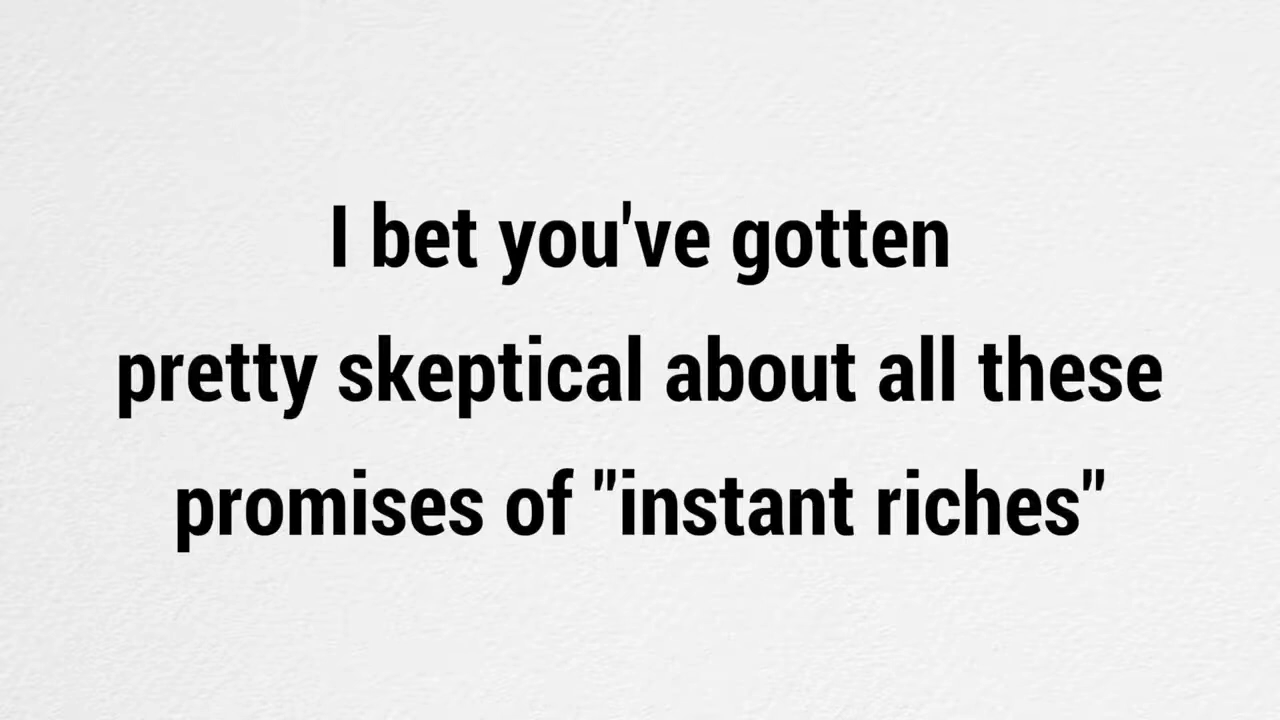 I bet you've gotten
pretty skeptical about all these
promises of "instant riches"